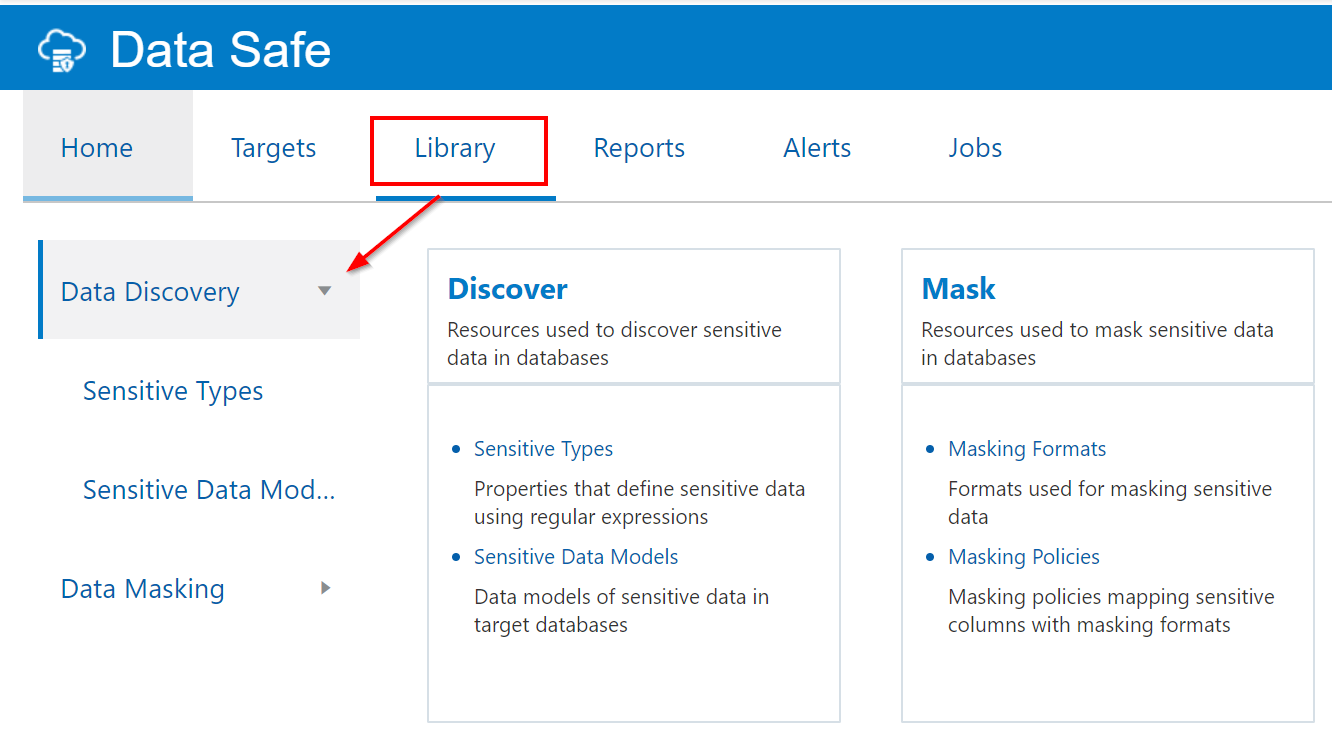 Data Safe
Home
Targets
Library
Reports
Alerts
Jobs
Data Discovery
Sensitive Types
Sensitive Data Mod...
Data Masking
Discover
Resources used to discover sensitive
data in databases
Sensitive Types
Properties that define sensitive data
using regular expressions
Sensitive Data Models
Data models of sensitive data in
target databases
Mask
Resources used to mask sensitive data
in databases
Masking Formats
Formats used for masking sensitive
data
Masking Policies
Masking policies mapping sensitive
columns with masking formats